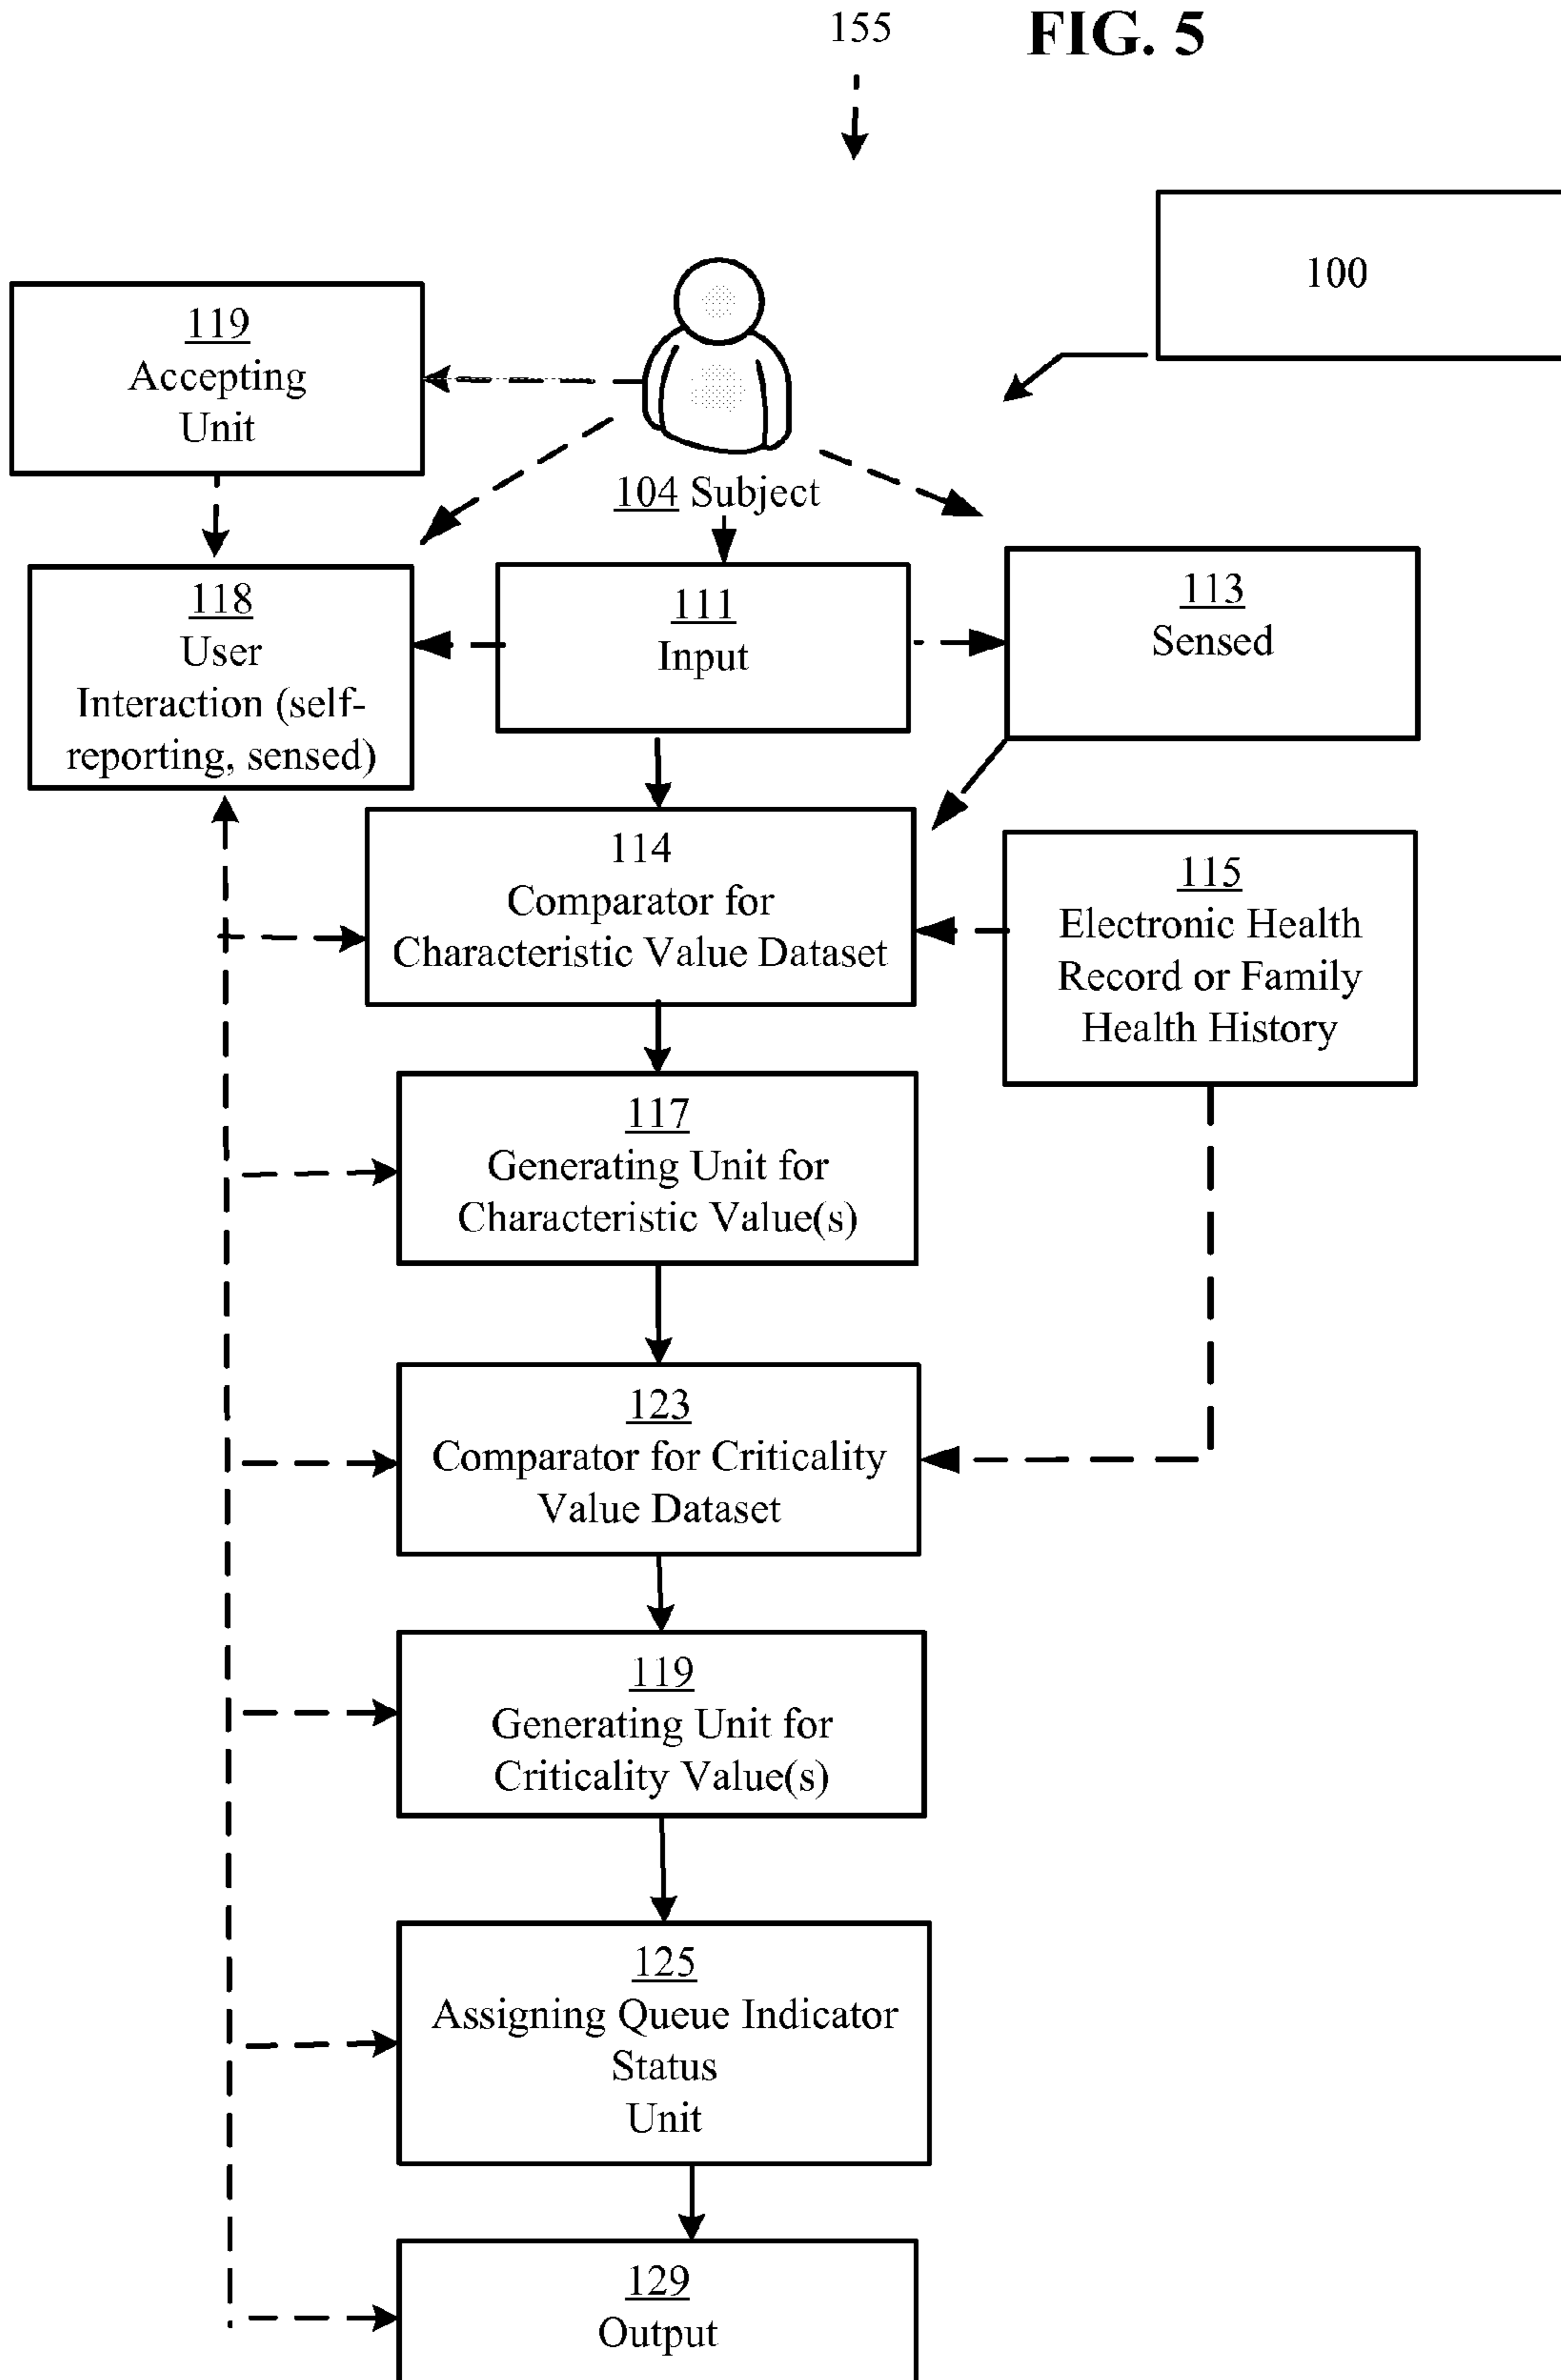 155
FIG. 5
100
119
Accepting
Unit
104 Subject
118
User
Interaction (self-
reporting, sensed)
111
Input
113
Sensed
114
Comparator for
Characteristic Value Dataset
115
Electronic Health
Record or Family
Health History
117
Generating Unit for
Characteristic Value(s)
123
Comparator for Criticality
Value Dataset
119
Generating Unit for
Criticality Value(s)
125
Assigning Queue Indicator
Status
Unit
129
Output